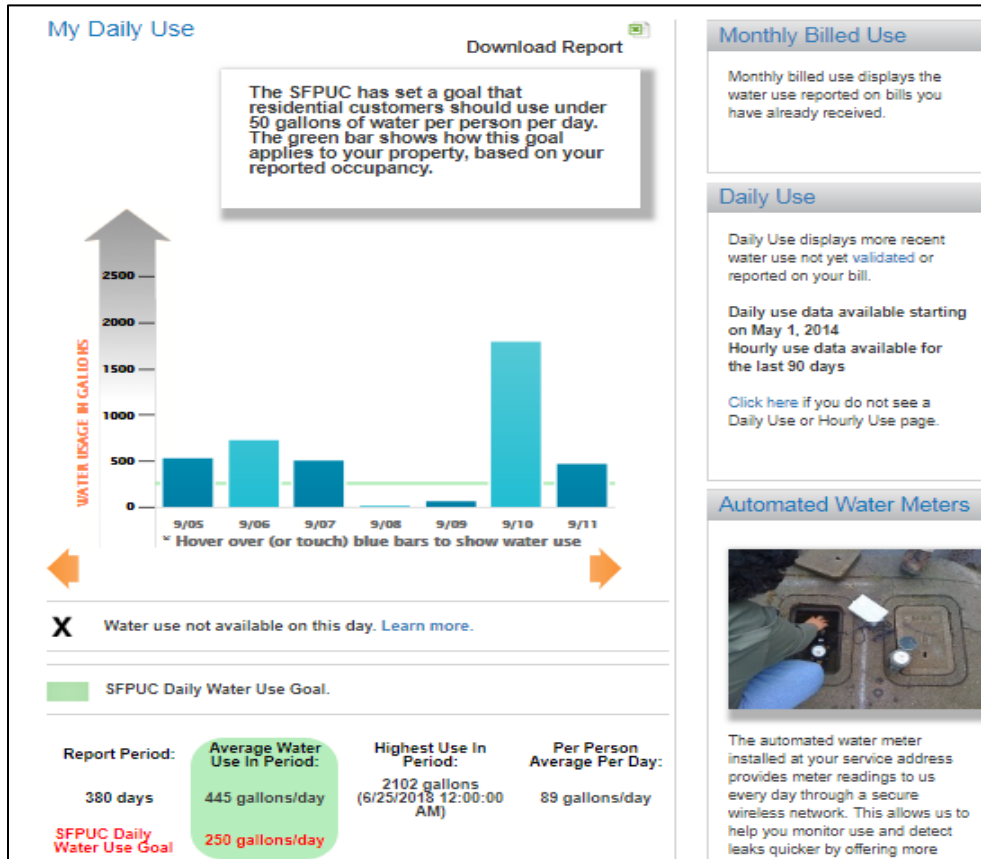 My Daily Use
Download Report
The SFPUC has set a goal that
residential customers should use under
50 gallons of water per person per day.
The green bar shows how this goal
applies to your property, based on your
reported occupancy.
WATER USAGE IN GALLONS
2500
2000
1500
1000
500
0
9/05 9/06 9/07 9/08 9/09 9/10 9/11
* Hover over (or touch) blue bars to show water use
X Water use not available on this day. Learn more.
SFPUC Daily Water Use Goal.
Report Period:
380 days
Average Water
Use In Period:
445 gallons/day
Highest Use In
Period:
2102 gallons
(6/25/2018 12:00:00
AM)
Per Person
Average Per Day:
89 gallons/day
SFPUC Daily
Water Use Goal
250 gallons/day
Monthly Billed Use
Monthly billed use displays the
water use reported on bills you
have already received.
Daily Use
Daily Use displays more recent
water use not yet validated or
reported on your bill.
Daily use data available starting
on May 1, 2014
Hourly use data available for
the last 90 days
Click here if you do not see a
Daily Use or Hourly Use page.
Automated Water Meters
The automated water meter
installed at your service address
provides meter readings to us
every day through a secure
wireless network. This allows us to
help you monitor use and detect
leaks quicker by offering more